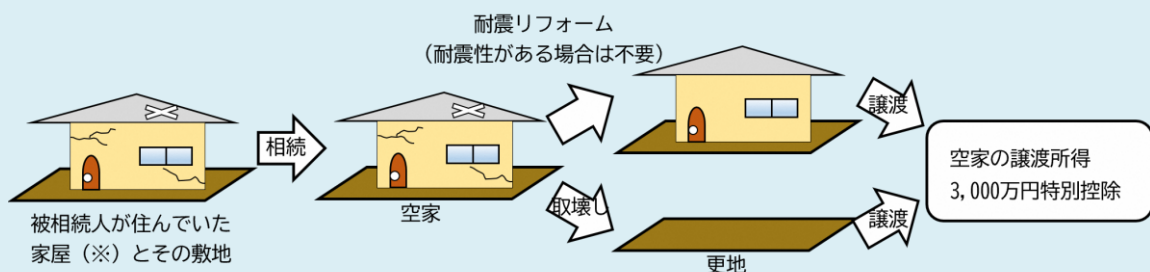 耐震リフォーム
（耐震性がある場合は不要）
相続
譲渡
空家の譲渡所得
3,000万円特別控除
被相続人が住んでいた
家屋（※）とその敷地
空家
取壊し
譲渡
更地